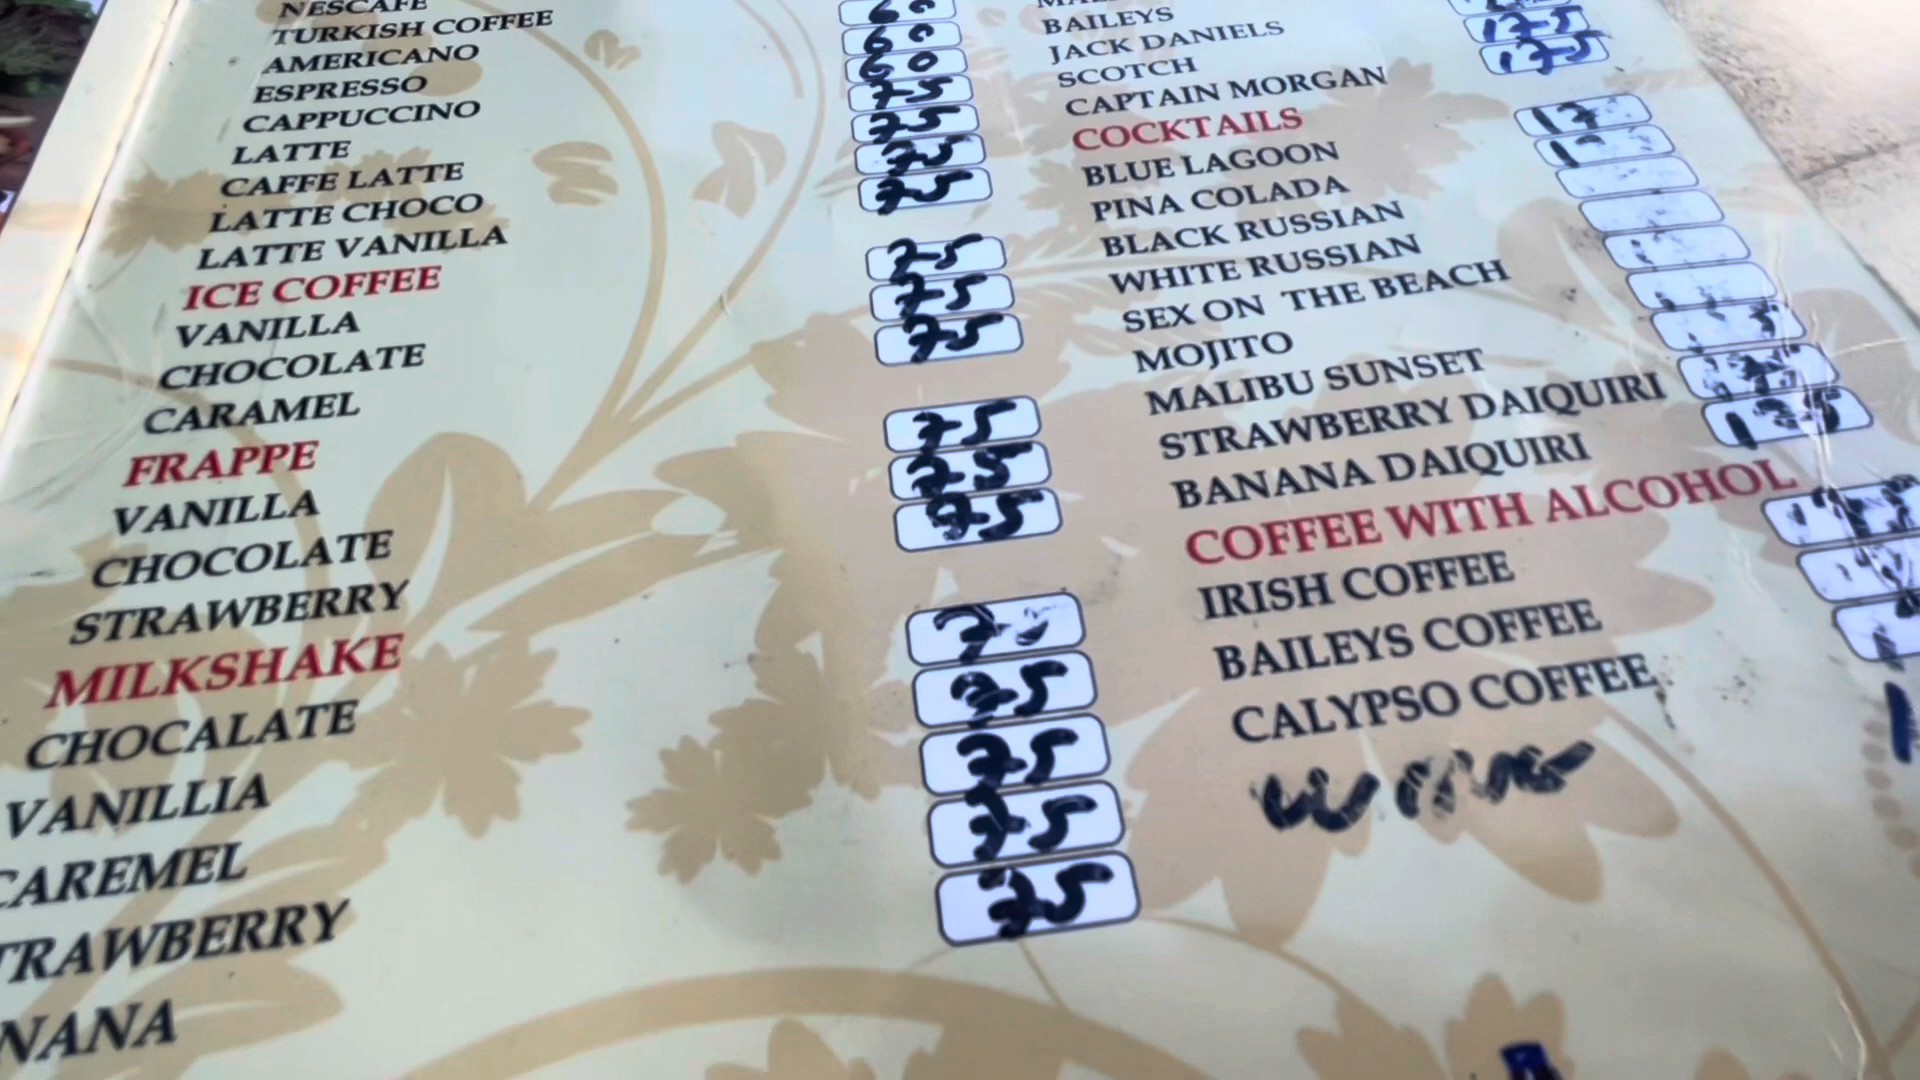 NESCAFE
TURKISH COFFEE
AMERICANO
ESPRESSO
CAPPUCCINO
LATTE
CAFFE LATTE
LATTE CHOCO
LATTE VANILLA
ICE COFFEE
VANILLA
CHOCOLATE
CARAMEL
FRAPPE
VANILLA
CHOCOLATE
STRAWBERRY
MILKSHAKE
CHOCALATE
VANILLIA
CAREMEL
TRAWBERRY
NANA
60
60
60
75
75
75
75
75
75
75
75
75
75
75
75
75
75
BAILEYS
JACK DANIELS
SCOTCH
CAPTAIN MORGAN
COCKTAILS
BLUE LAGOON
PINA COLADA
BLACK RUSSIAN
WHITE RUSSIAN
SEX ON THE BEACH
MOJITO
MALIBU SUNSET
STRAWBERRY DAIQUIRI
BANANA DAIQUIRI
COFFEE WITH ALCOHOL
IRISH COFFEE
BAILEYS COFFEE
CALYPSO COFFEE
175
175
17